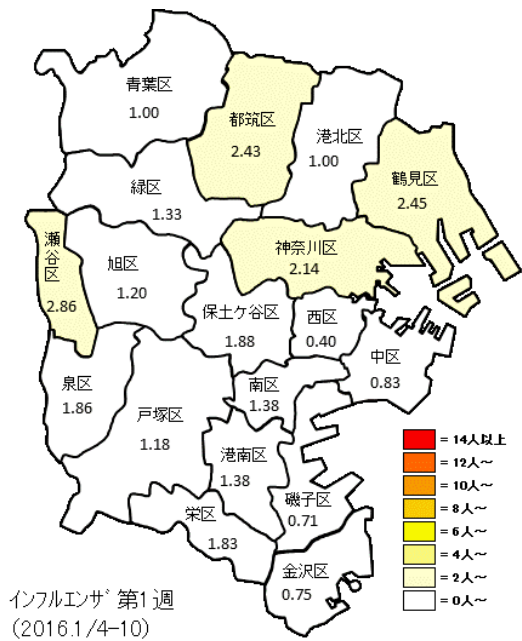 青葉区
1.00
都筑区
2.43
港北区
1.00
鶴見区
2.45
緑区
1.33
瀬谷区
2.86
旭区
1.20
神奈川区
2.14
保土ケ谷区
1.88
西区
0.40
中区
0.83
泉区
1.86
戸塚区
1.18
南区
1.38
港南区
1.38
磯子区
0.71
栄区
1.83
金沢区
0.75
=14人以上
=12人～
=10人～
=8人～
=6人～
=4人～
=2人～
=0人～
インフルエンザ 第1週
(2016.1/4-10)